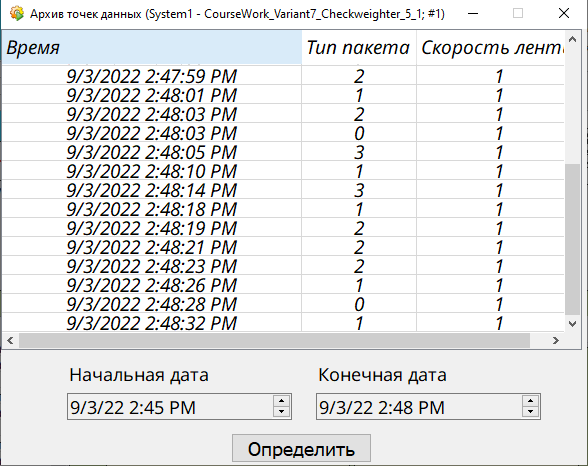 Архив точек данных (System1 - CourseWork_Variant7_Checkweighter_5_1; #1)
Время Тип пакета Скорость лент
9/3/2022 2:47:59 PM 2 1
9/3/2022 2:48:01 PM 1 1
9/3/2022 2:48:03 PM 2 1
9/3/2022 2:48:03 PM 0 1
9/3/2022 2:48:05 PM 3 1
9/3/2022 2:48:10 PM 1 1
9/3/2022 2:48:14 PM 3 1
9/3/2022 2:48:18 PM 1 1
9/3/2022 2:48:19 PM 2 1
9/3/2022 2:48:21 PM 2 1
9/3/2022 2:48:23 PM 2 1
9/3/2022 2:48:26 PM 1 1
9/3/2022 2:48:28 PM 0 1
9/3/2022 2:48:32 PM 1 1
Начальная дата Конечная дата
9/3/22 2:45 PM 9/3/22 2:48 PM
Определить